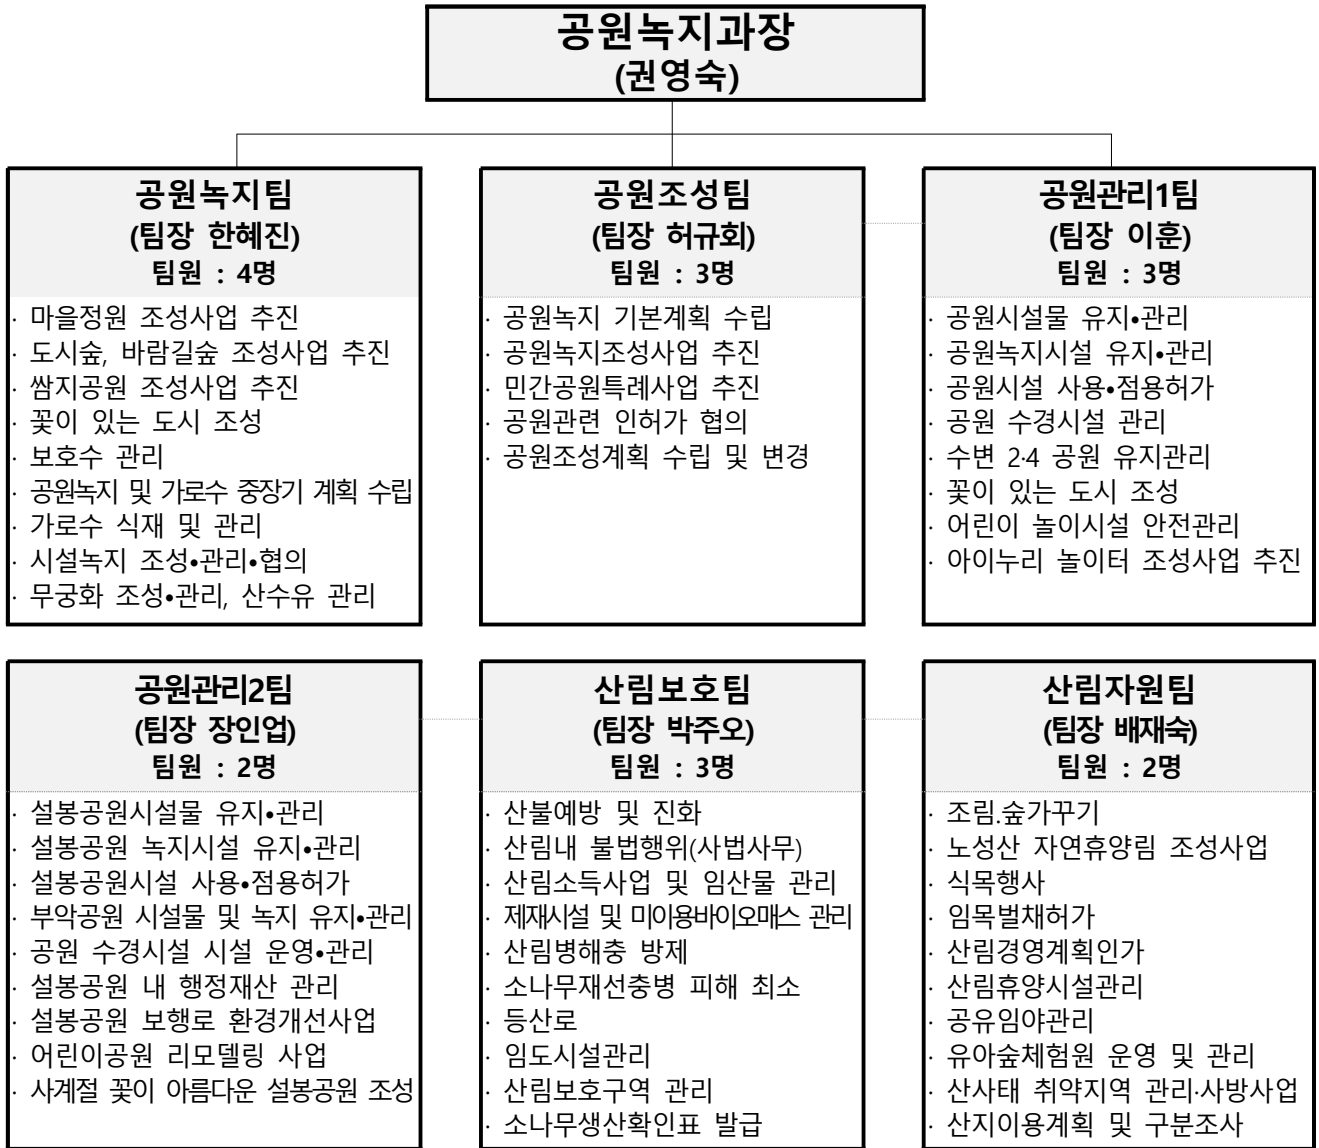 공원녹지과장
(권영숙)
공원녹지팀
(팀장 한혜진)
팀원 : 4명
· 마을정원 조성사업 추진
· 도시숲, 바람길숲 조성사업 추진
· 쌈지공원 조성사업 추진
· 꽃이 있는 도시 조성
· 보호수 관리
· 공원녹지 및 가로수 중장기 계획 수립
· 가로수 식재 및 관리
· 시설녹지 조성•관리•협의
· 무궁화 조성•관리, 산수유 관리
공원조성팀
(팀장 허규회)
팀원 : 3명
· 공원녹지 기본계획 수립
· 공원녹지조성사업 추진
· 민간공원특례사업 추진
· 공원관련 인허가 협의
· 공원조성계획 수립 및 변경
공원관리1팀
(팀장 이훈)
팀원 : 3명
· 공원시설물 유지•관리
· 공원녹지시설 유지•관리
· 공원시설 사용•점용허가
· 공원 수경시설 관리
· 수변 2·4 공원 유지관리
· 꽃이 있는 도시 조성
· 어린이 놀이시설 안전관리
· 아이누리 놀이터 조성사업 추진
공원관리2팀
(팀장 장인업)
팀원 : 2명
· 설봉공원시설물 유지•관리
· 설봉공원 녹지시설 유지•관리
· 설봉공원시설 사용•점용허가
· 부악공원 시설물 및 녹지 유지•관리
· 공원 수경시설 시설 운영•관리
· 설봉공원 내 행정재산 관리
· 설봉공원 보행로 환경개선사업
· 어린이공원 리모델링 사업
· 사계절 꽃이 아름다운 설봉공원 조성
산림보호팀
(팀장 박주오)
팀원 : 3명
· 산불예방 및 진화
· 산림내 불법행위(사법사무)
· 산림소득사업 및 임산물 관리
· 제재시설 및 미이용바이오매스 관리
· 산림병해충 방제
· 소나무재선충병 피해 최소
· 등산로
· 임도시설관리
· 산림보호구역 관리
· 소나무생산확인표 발급
산림자원팀
(팀장 배재숙)
팀원 : 2명
· 조림.숲가꾸기
· 노성산 자연휴양림 조성사업
· 식목행사
· 임목벌채허가
· 산림경영계획인가
· 산림휴양시설관리
· 공유임야관리
· 유아숲체험원 운영 및 관리
· 산사태 취약지역 관리·사방사업
· 산지이용계획 및 구분조사